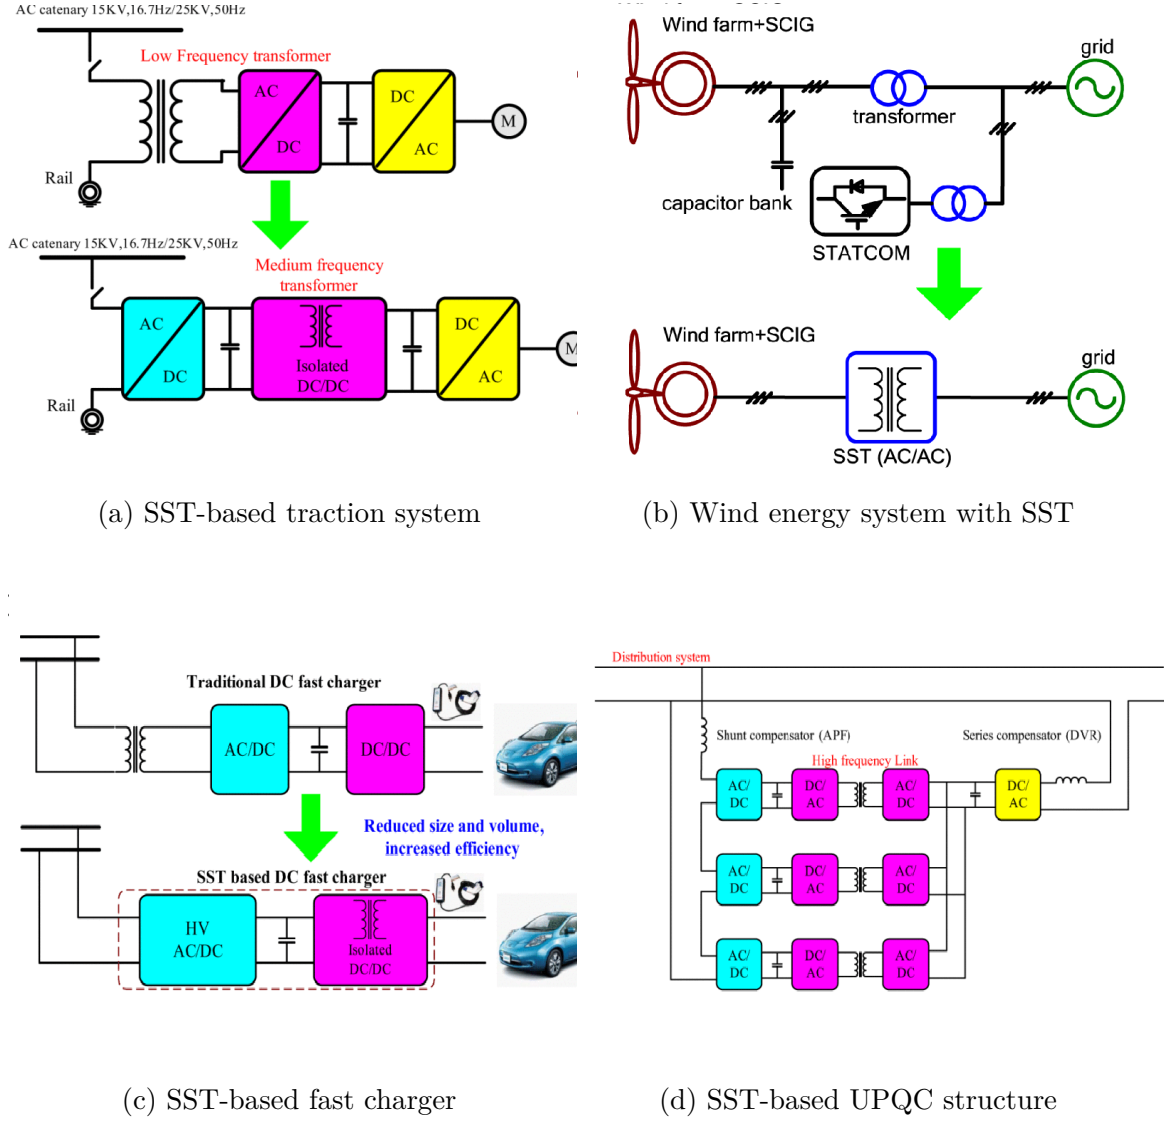 AC catenary 15KV,16.7Hz/25KV,50Hz
Low Frequency transformer
AC
DC
DC
AC
M
Rail
AC catenary 15KV,16.7Hz/25KV,50Hz
Medium frequency
transformer
AC
DC
Isolated
DC/DC
DC
AC
M
Rail
(a) SST-based traction system
Wind farm+SCIG
grid
transformer
capacitor bank
STATCOM
Wind farm+SCIG
grid
SST (AC/AC)
(b) Wind energy system with SST
Traditional DC fast charger
AC/DC
DC/DC
Reduced size and volume,
increased efficiency
SST based DC fast charger
HV
AC/DC
Isolated
DC/DC
(c) SST-based fast charger
Distribution system
Shunt compensator (APF)
Series compensator (DVR)
High frequency Link
AC/
DC
DC/
AC
AC/
DC
DC/
AC
AC/
DC
DC/
AC
AC/
DC
AC/
DC
DC/
AC
AC/
DC
(d) SST-based UPQC structure